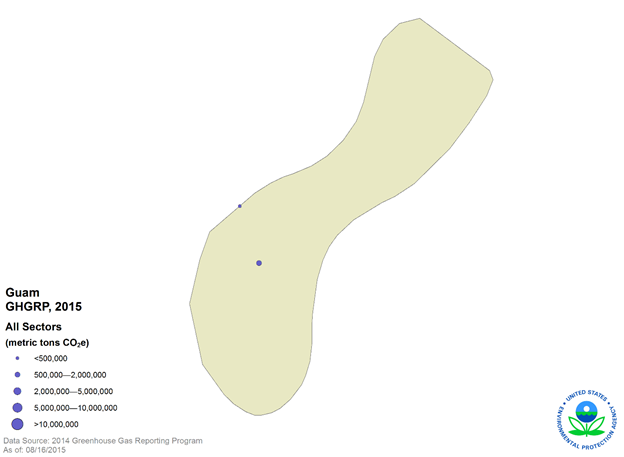 Guam
GHGRP, 2015
All Sectors
(metric tons CO₂e)
<500,000
500,000—2,000,000
2,000,000—5,000,000
5,000,000—10,000,000
>10,000,000
Data Source: 2014 Greenhouse Gas Reporting Program
As of: 08/16/2015
UNITED STATES
ENVIRONMENTAL PROTECTION AGENCY